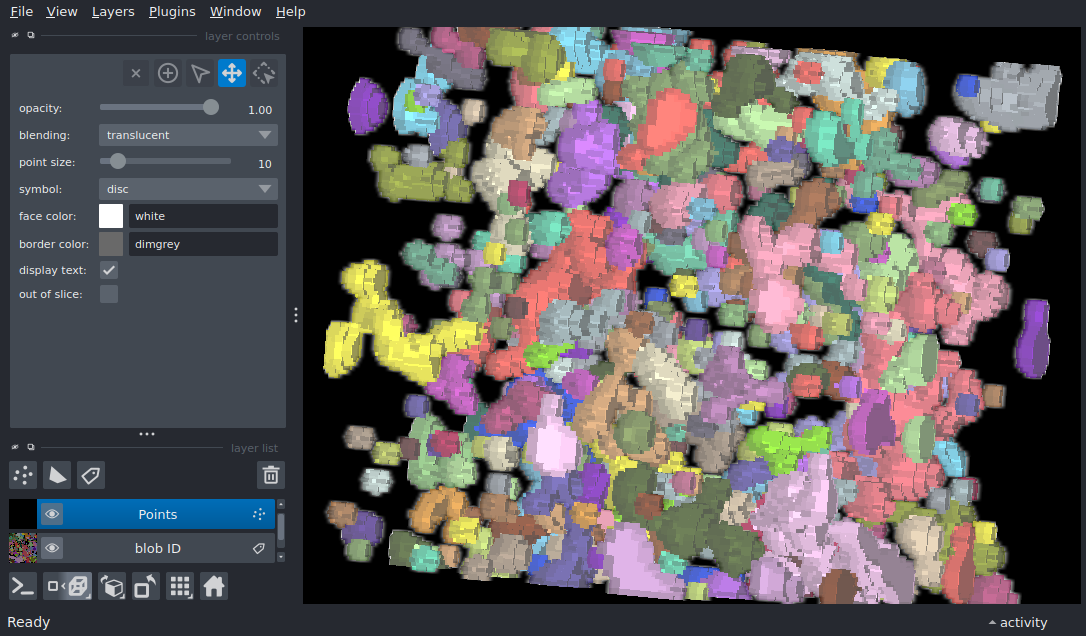 File View Layers Plugins Window Help
layer controls
opacity: 1.00
blending: translucent
point size: 10
symbol: disc
face color: white
border color: dimgrey
display text:
out of slice:
layer list
Points
blob ID
Ready
activity